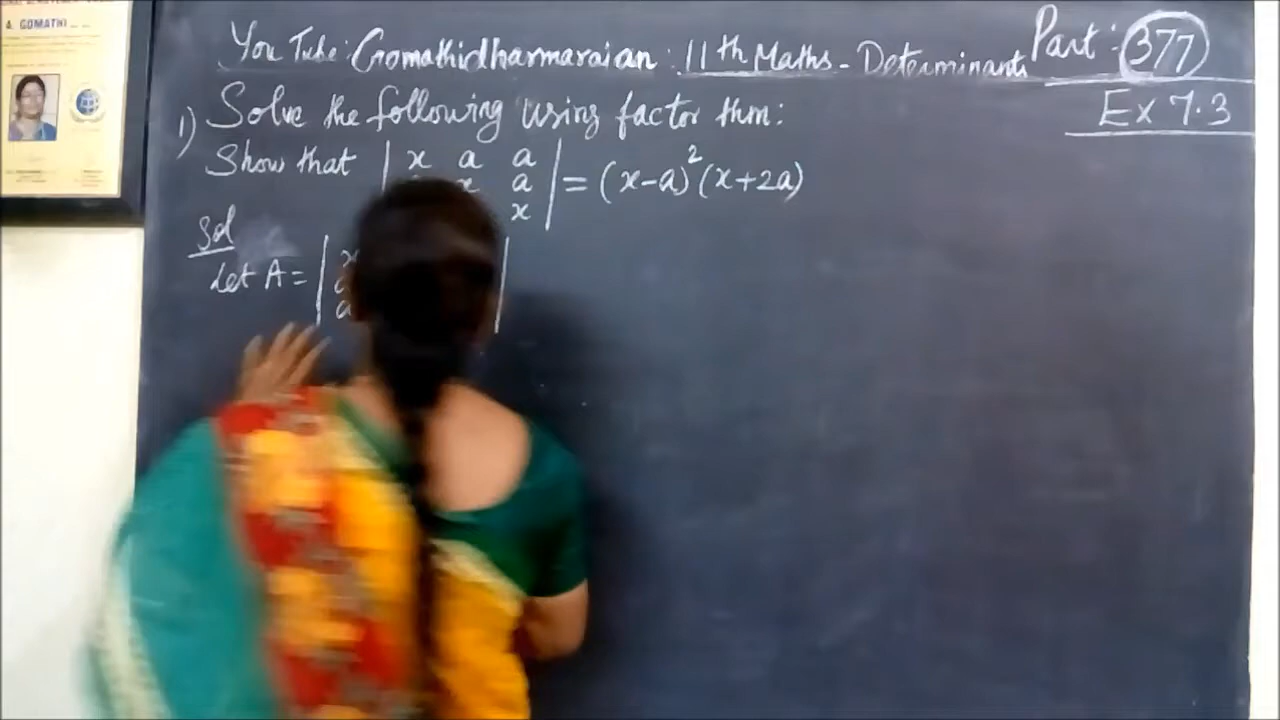 A. GOMATHI
You Tube: Gomathidharmarajan: 11th Maths - Determinants Part: 377
Ex 7.3
1) Solve the following using factor thm:
Show that | x a a
x a | = (x-a)²(x+2a)
x
Sol
Let A = |